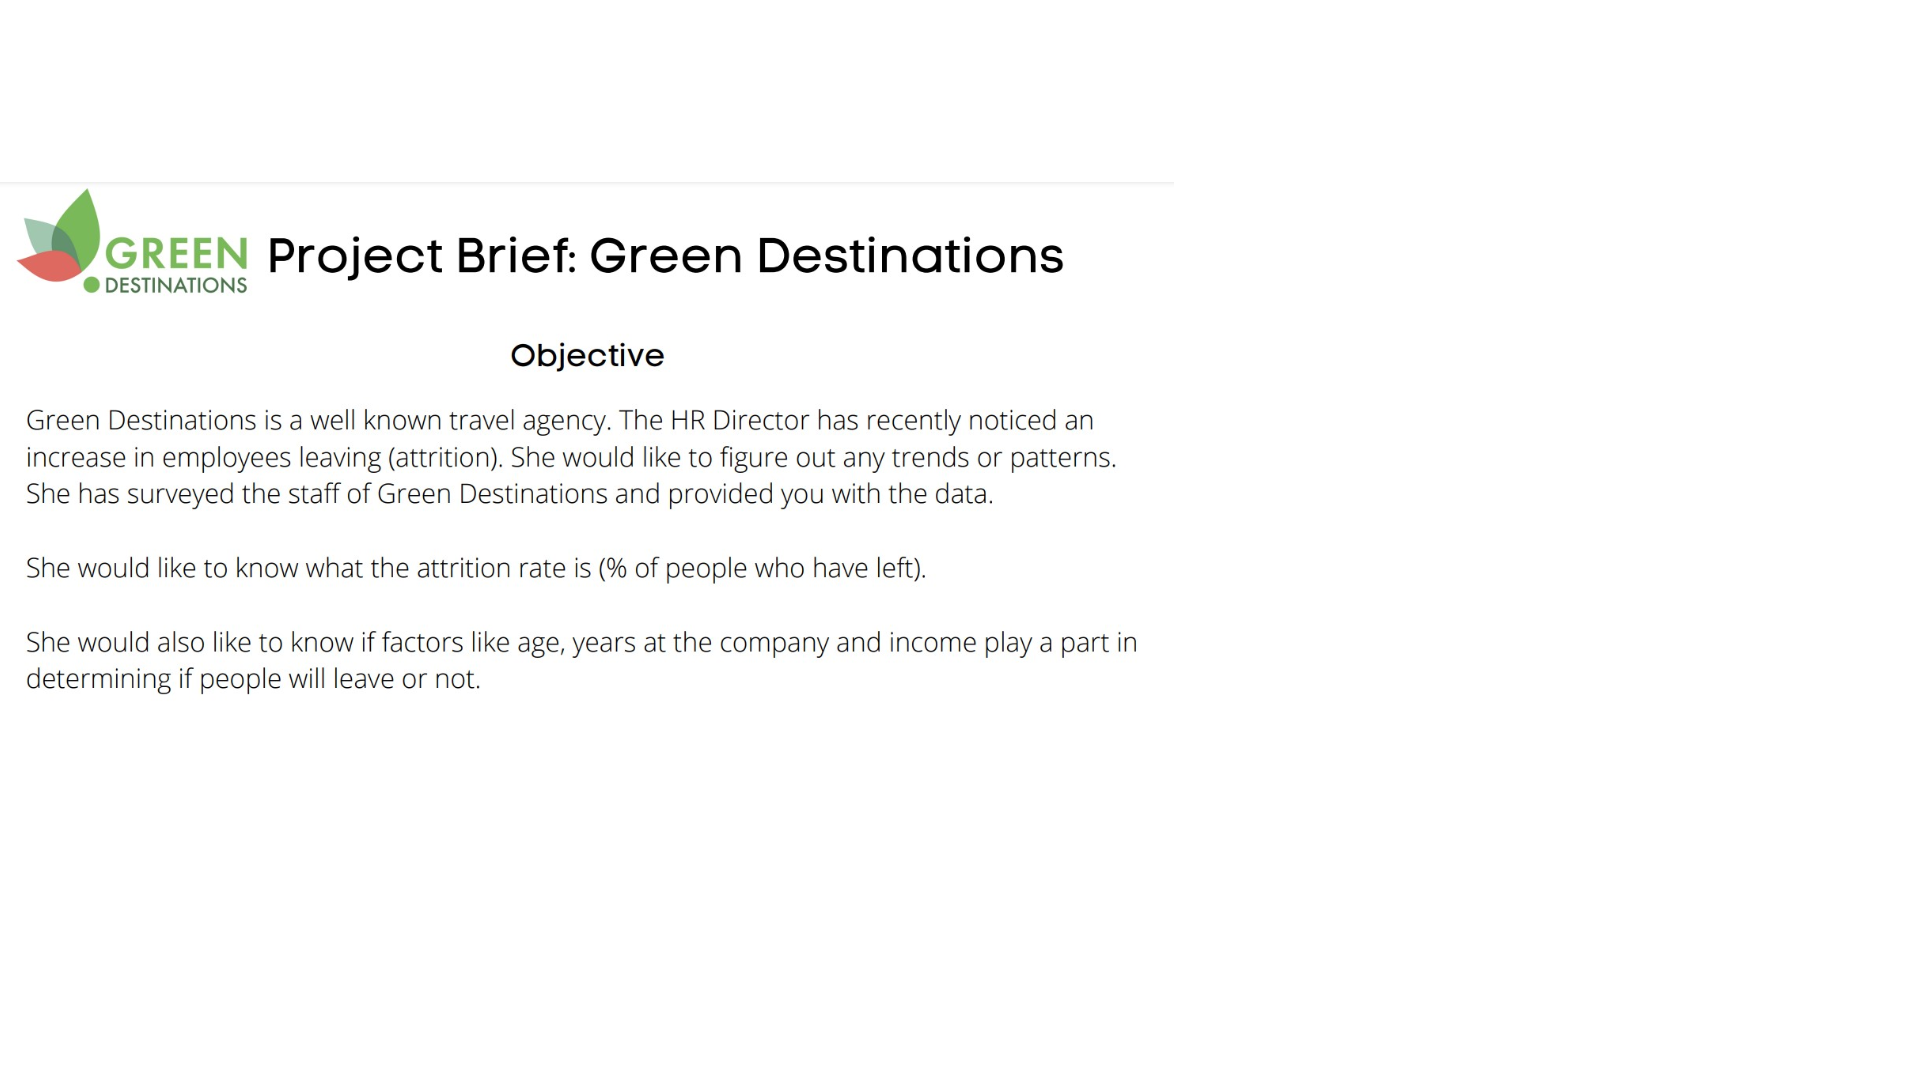 GREEN
DESTINATIONS
Project Brief: Green Destinations
Objective
Green Destinations is a well known travel agency. The HR Director has recently noticed an
increase in employees leaving (attrition). She would like to figure out any trends or patterns.
She has surveyed the staff of Green Destinations and provided you with the data.
She would like to know what the attrition rate is (% of people who have left).
She would also like to know if factors like age, years at the company and income play a part in
determining if people will leave or not.